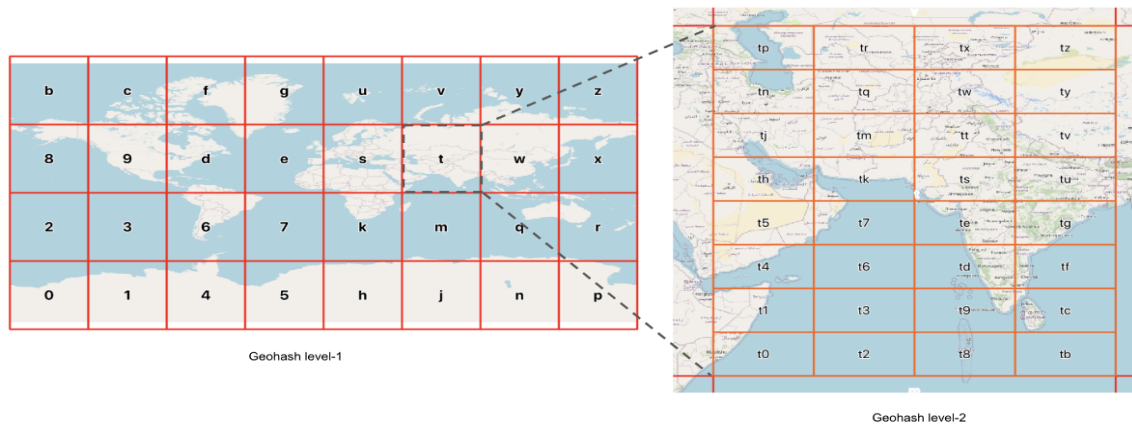 b c f g u v y z
8 9 d e s t w x
2 3 6 7 k m q r
0 1 4 5 h j n p
Geohash level-1
tp tr tx tz
tn tq tw ty
tj tm tt tv
th tk ts tu
t5 t7 te tg
t4 t6 td tf
t1 t3 t9 tc
t0 t2 t8 tb
Geohash level-2